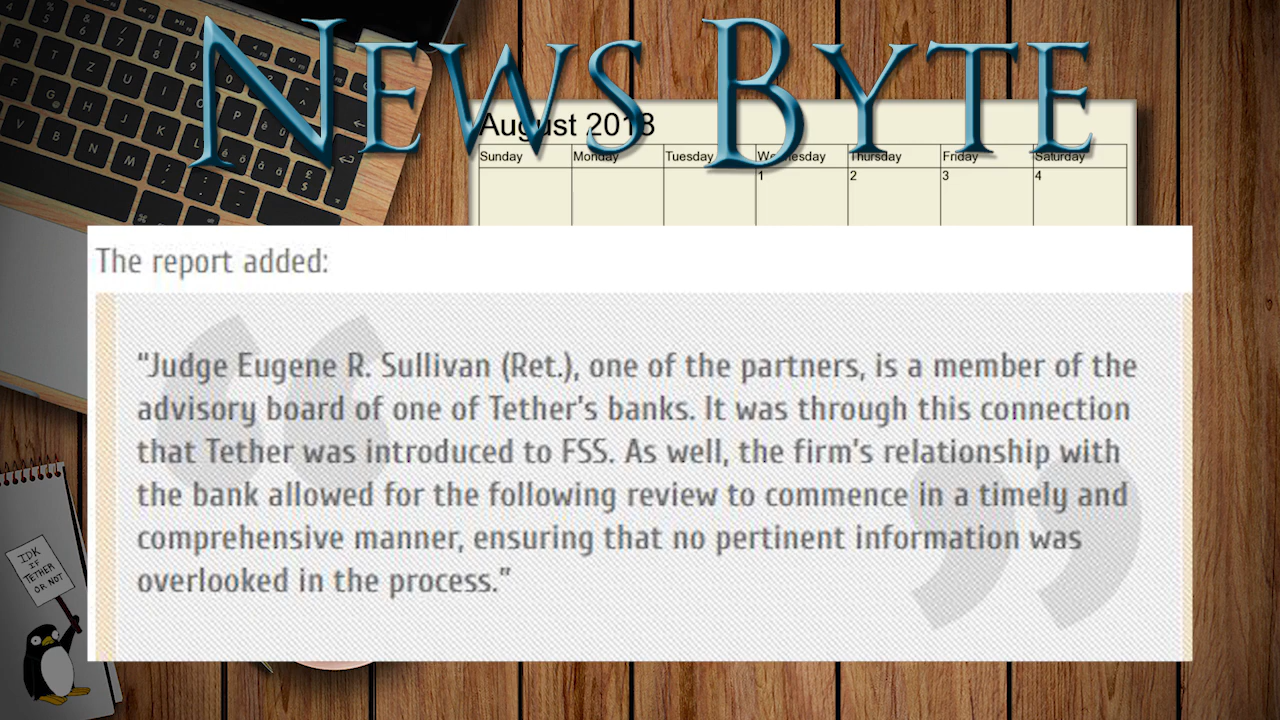 News Byte
August 2018
Sunday Monday Tuesday Wednesday Thursday Friday Saturday
1 2 3 4
The report added:
“Judge Eugene R. Sullivan (Ret.), one of the partners, is a member of the
advisory board of one of Tether’s banks. It was through this connection
that Tether was introduced to FSS. As well, the firm’s relationship with
the bank allowed for the following review to commence in a timely and
comprehensive manner, ensuring that no pertinent information was
overlooked in the process.”
IDK
IF
TETHER
OR NOT